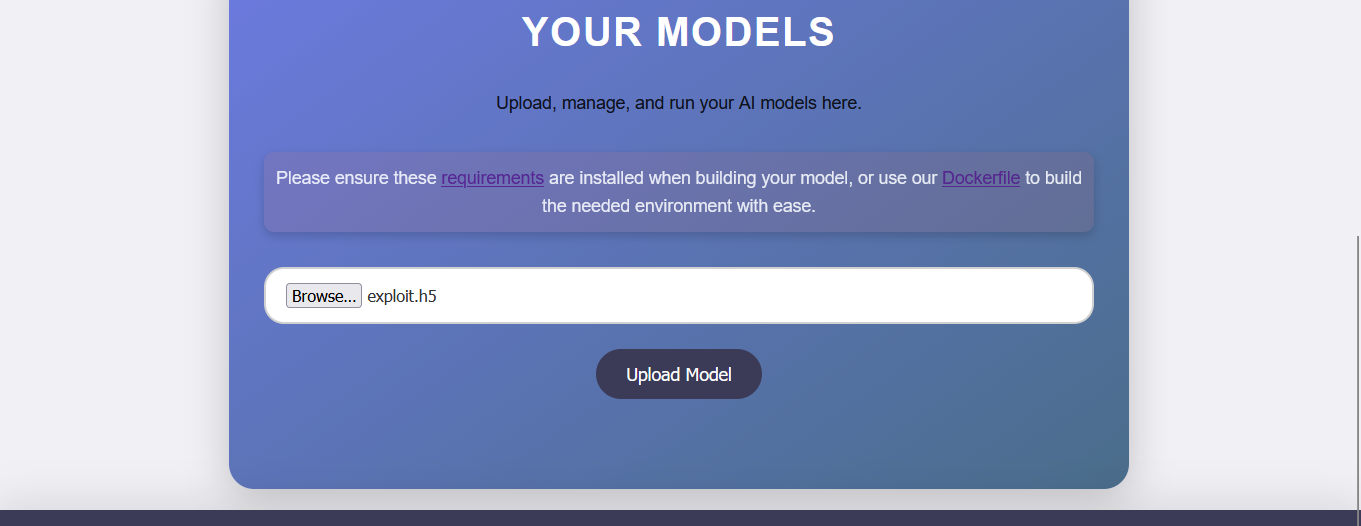 YOUR MODELS
Upload, manage, and run your AI models here.
Please ensure these requirements are installed when building your model, or use our Dockerfile to build
the needed environment with ease.
Browse... exploit.h5
Upload Model